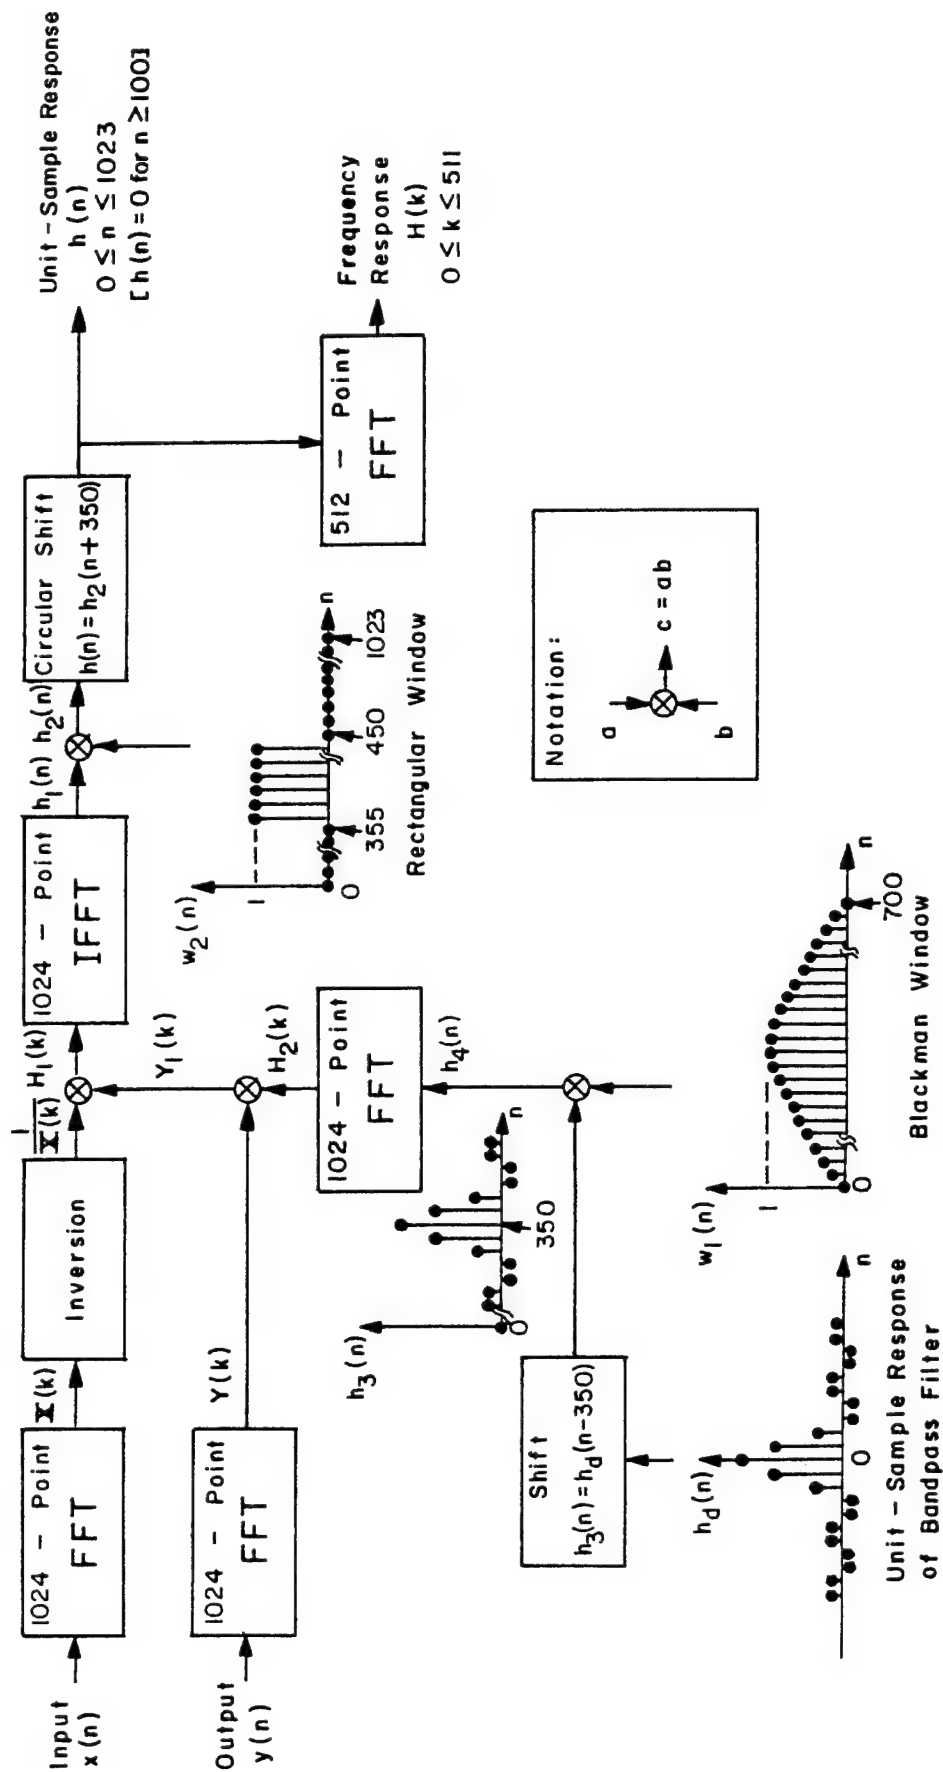 Input
x(n)
1024 - Point
FFT
X(k)
Inversion
1
X(k)
H1(k)
1024 - Point
IFFT
h1(n)
h2(n)
Circular Shift
h(n)=h2(n+350)
Unit-Sample Response
h(n)
0 ≤ n ≤ 1023
[h(n)=0 for n ≥100]
Output
y(n)
1024 - Point
FFT
Y(k)
Y1(k)
H2(k)
1024 - Point
FFT
h4(n)
w2(n)
1
0
355
450
1023
n
Rectangular Window
512 - Point
FFT
Frequency
Response
H(k)
0 ≤ k ≤ 511
h3(n)
0
350
n
Shift
h3(n)=hd(n-350)
Notation:
a
b
c = ab
hd(n)
0
n
Unit-Sample Response
of Bandpass Filter
w1(n)
1
0
700
n
Blackman Window